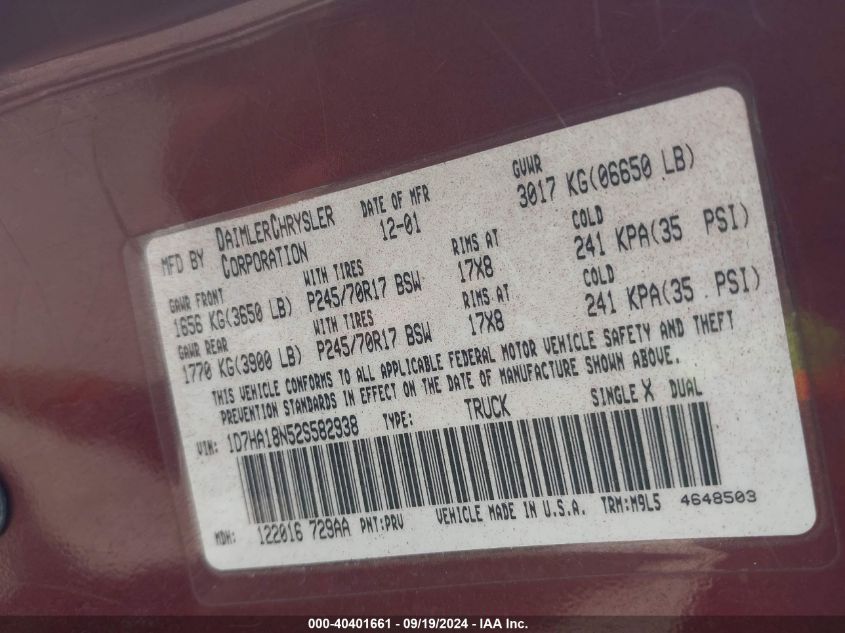 MFD BY DAIMLERCHRYSLER CORPORATION DATE OF MFR 12-01 GVWR 3017 KG(06650 LB)
GAWR FRONT WITH TIRES RIMS AT COLD
1656 KG(3650 LB) P245/70R17 BSW 17X8 241 KPA(35 PSI)
GAWR REAR WITH TIRES RIMS AT COLD
1770 KG(3900 LB) P245/70R17 BSW 17X8 241 KPA(35 PSI)
THIS VEHICLE CONFORMS TO ALL APPLICABLE FEDERAL MOTOR VEHICLE SAFETY AND THEFT
PREVENTION STANDARDS IN EFFECT ON THE DATE OF MANUFACTURE SHOWN ABOVE.
VIN: 1D7HA18N52S582938 TYPE: TRUCK SINGLE X DUAL
MDH: 122016 729AA PNT:PRV VEHICLE MADE IN U.S.A. TRM:M9L5 4648503
000-40401661 - 09/19/2024 - IAA Inc.